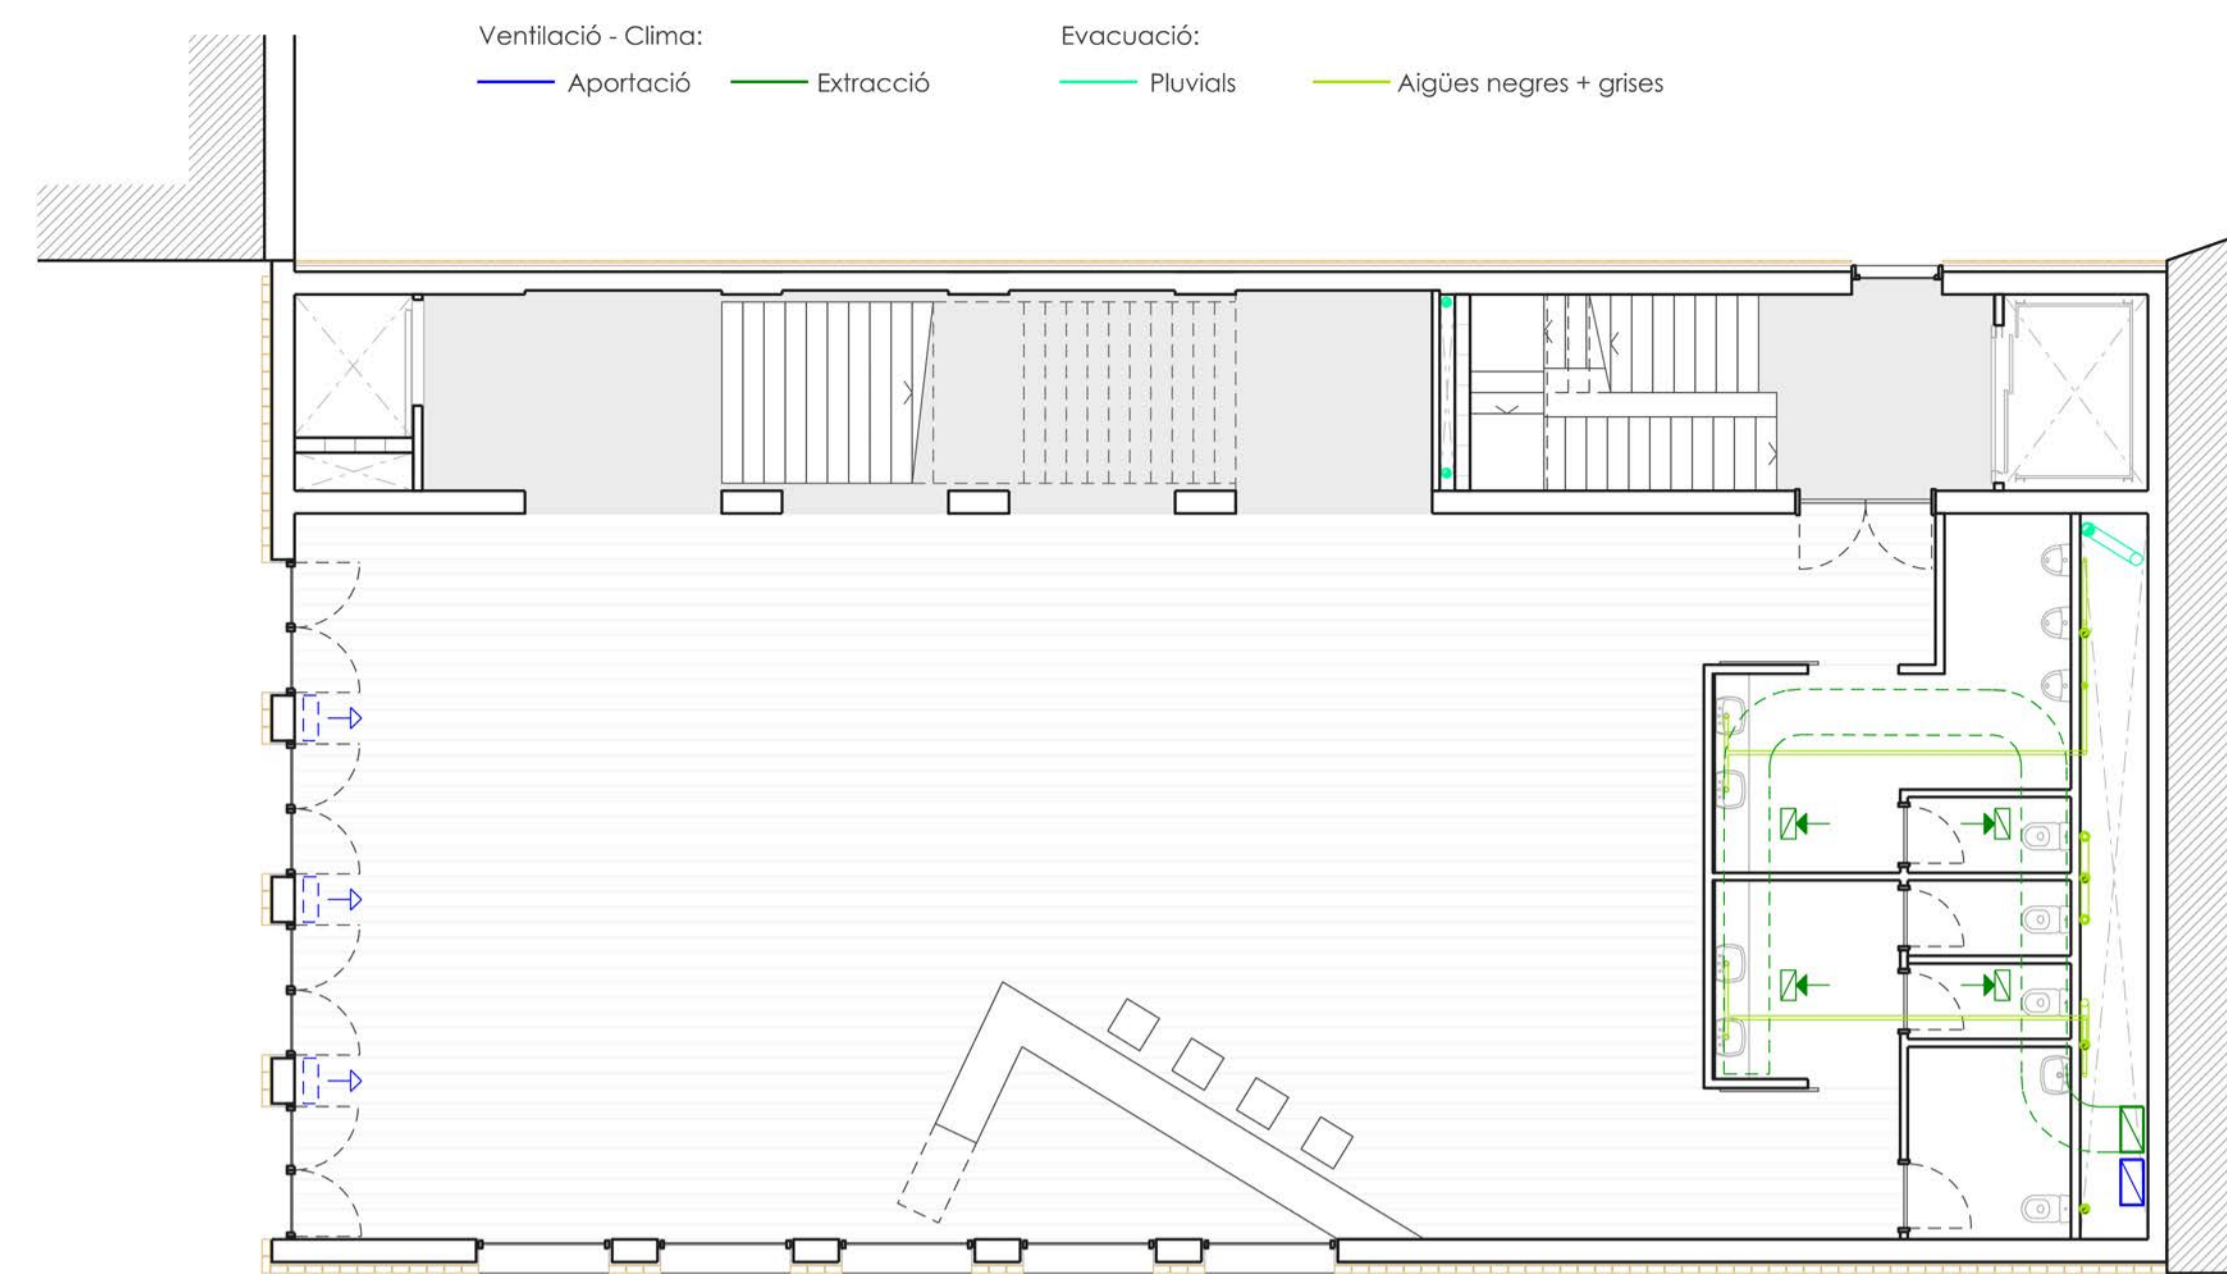 Ventilació - Clima:
Evacuació:
Aportació
Extracció
Pluvials
Aigües negres + grises